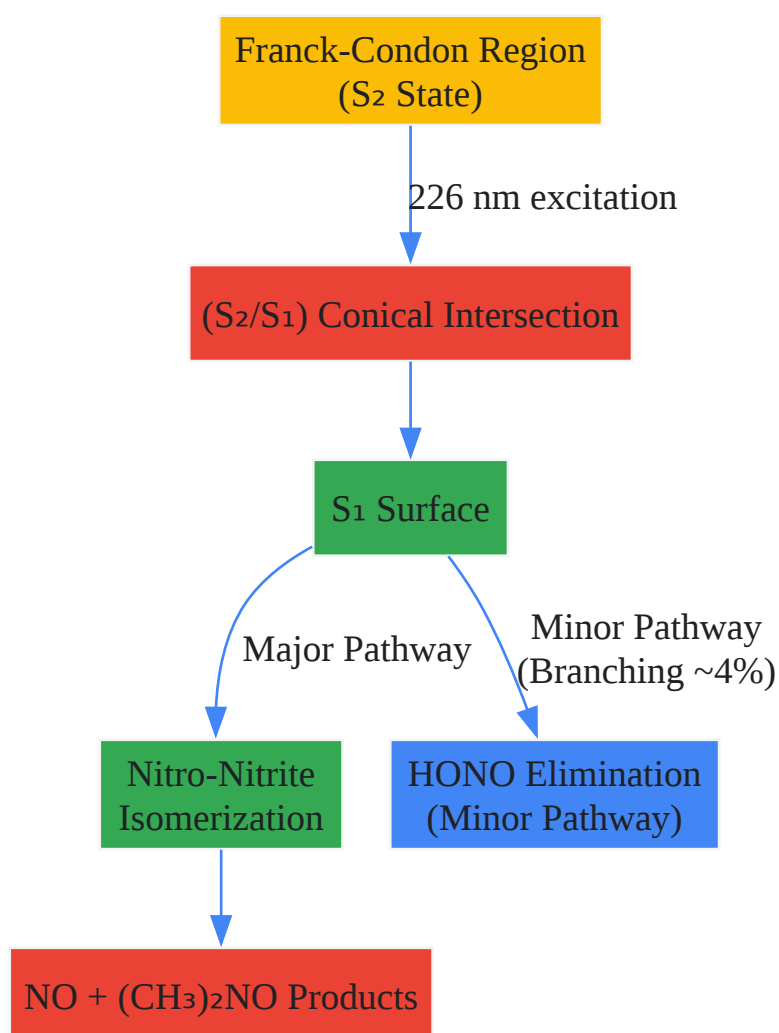 Franck-Condon Region
(S₂ State)
226 nm excitation
(S₂/S₁) Conical Intersection
S₁ Surface
Major Pathway
Minor Pathway
(Branching ~4%)
Nitro-Nitrite
Isomerization
HONO Elimination
(Minor Pathway)
NO + (CH₃)₂NO Products